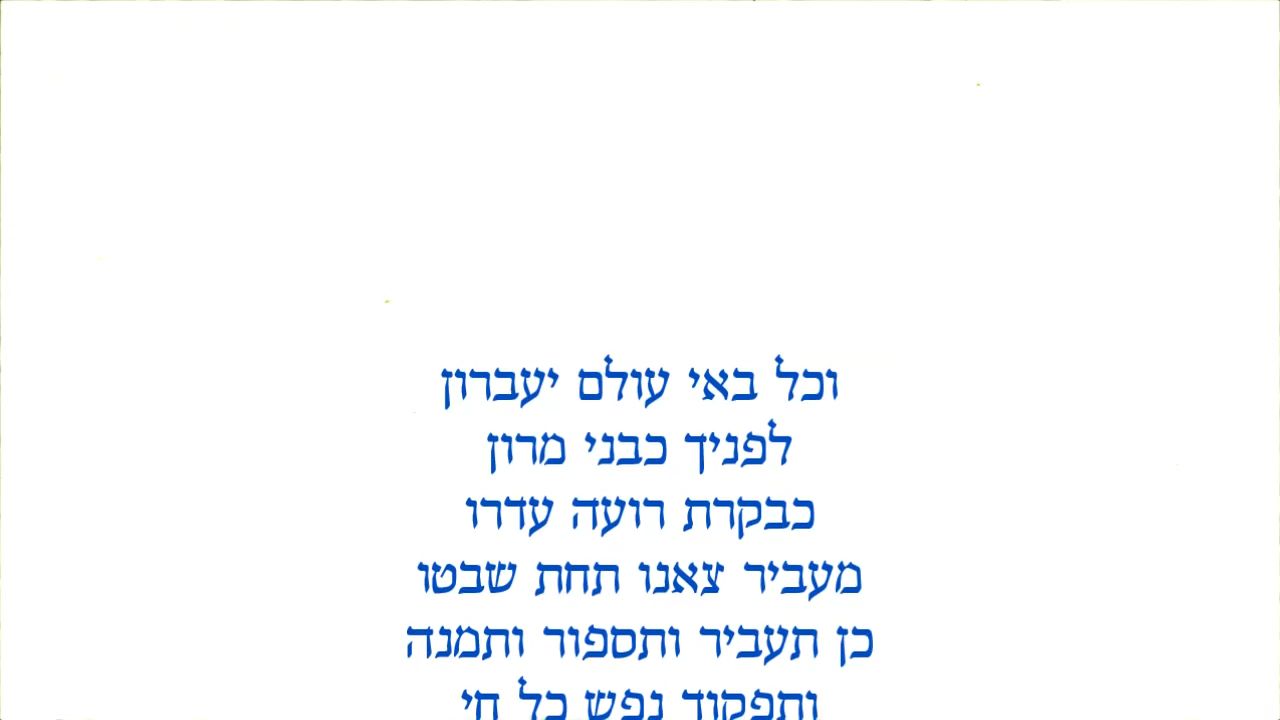 וכל באי עולם יעברון
לפניך כבני מרון
כבקרת רועה עדרו
מעביר צאנו תחת שבטו
כן תעביר ותספור ותמנה
ותפקוד נפש כל חי